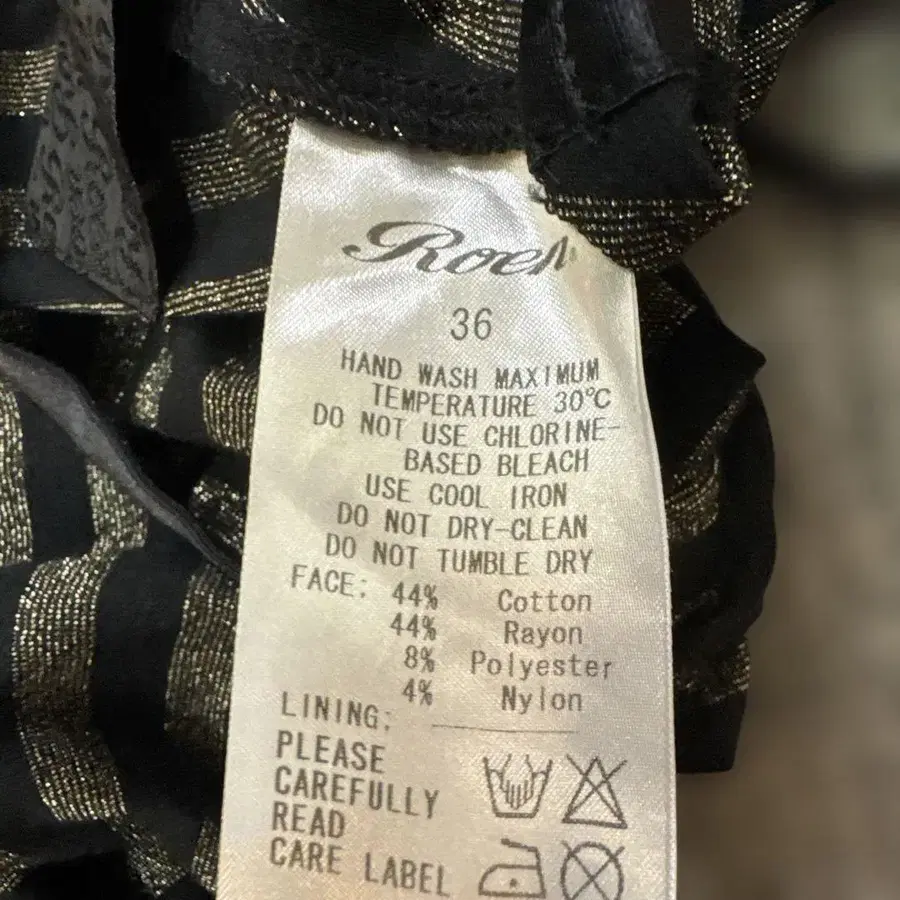 Roen
36
HAND WASH MAXIMUM
TEMPERATURE 30℃
DO NOT USE CHLORINE-
BASED BLEACH
USE COOL IRON
DO NOT DRY-CLEAN
DO NOT TUMBLE DRY
FACE: 44% Cotton
44% Rayon
8% Polyester
4% Nylon
LINING:
PLEASE
CAREFULLY
READ
CARE LABEL